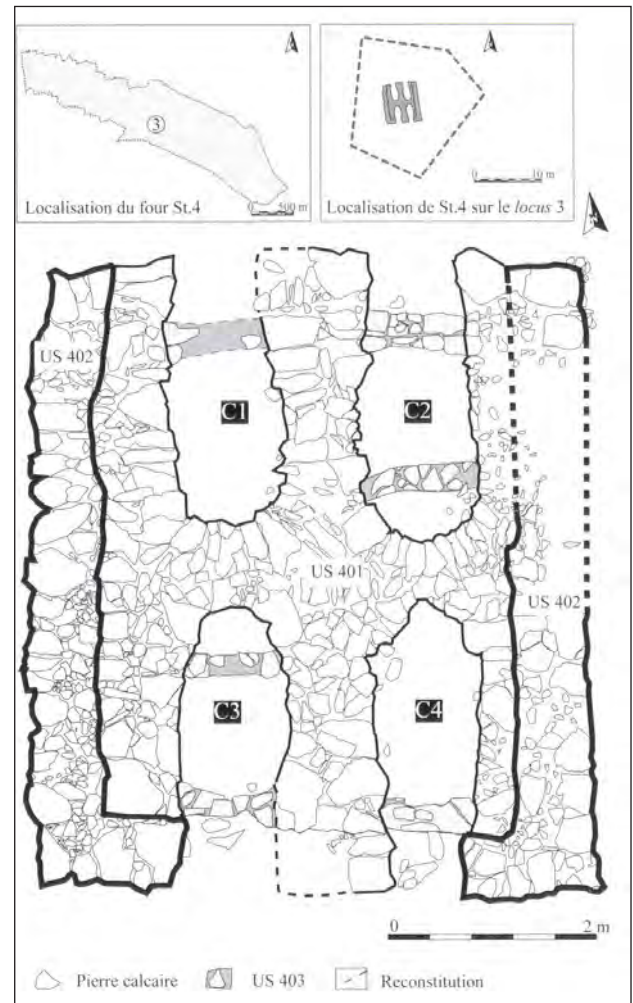 3
Localisation du four St.4
0 500 m
Localisation de St.4 sur le locus 3
0 10 m
US 402
C1
C2
US 401
US 402
C3
C4
0 2 m
Pierre calcaire
US 403
Reconstitution